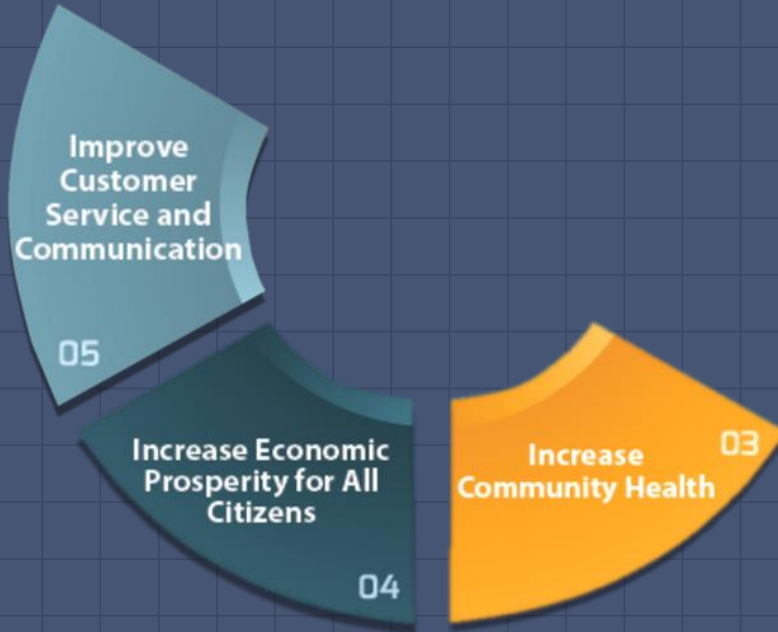 Improve
Customer
Service and
Communication
05
Increase Economic
Prosperity for All
Citizens
04
Increase
Community Health
03